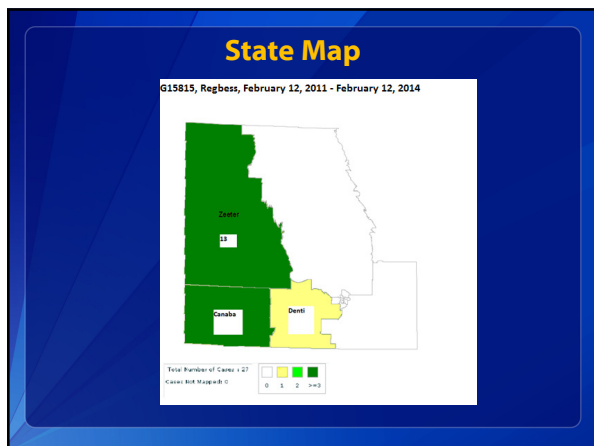 State Map
G15815, Regbess, February 12, 2011 - February 12, 2014
Zeeter
13
Canaba
Denti
Total Number of Cases : 27
Cases Not Mapped: 0
0 1 2 >=3